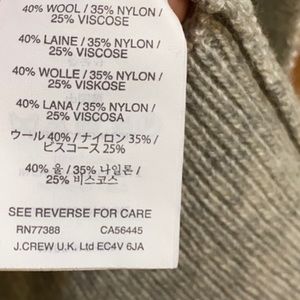 40% WOOL / 35% NYLON /
25% VISCOSE
40% LAINE / 35% NYLON /
25% VISCOSE
40% WOLLE / 35% NYLON /
25% VISKOSE
40% LANA / 35% NYLON /
25% VISCOSA
ウール 40% / ナイロン 35% /
ビスコース 25%
40% 울 / 35% 나일론 /
25% 비스코스
SEE REVERSE FOR CARE
RN77388 CA56445
J.CREW U.K. Ltd EC4V 6JA